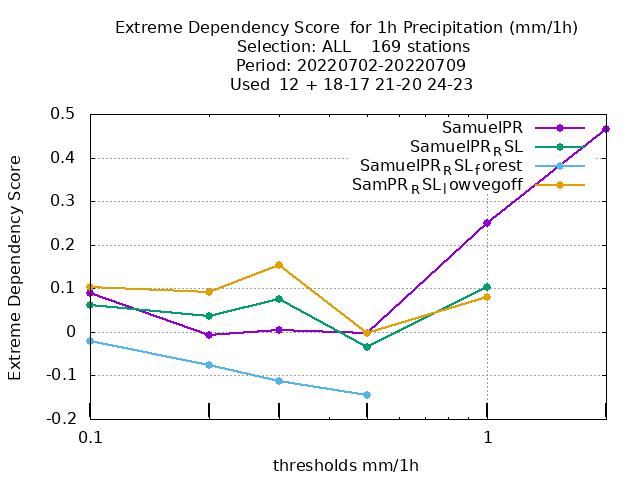 Extreme Dependency Score  for 1h Precipitation (mm/1h)
Selection: ALL    169 stations
Period: 20220702-20220709
Used  12 + 18-17 21-20 24-23
Extreme Dependency Score
0.5
0.4
0.3
0.2
0.1
0
-0.1
-0.2
SamuelPR
SamuelPR_RSL
SamuelPR_RSL_forest
SamPR_RSL_lowvegoff
0.1
1
thresholds mm/1h